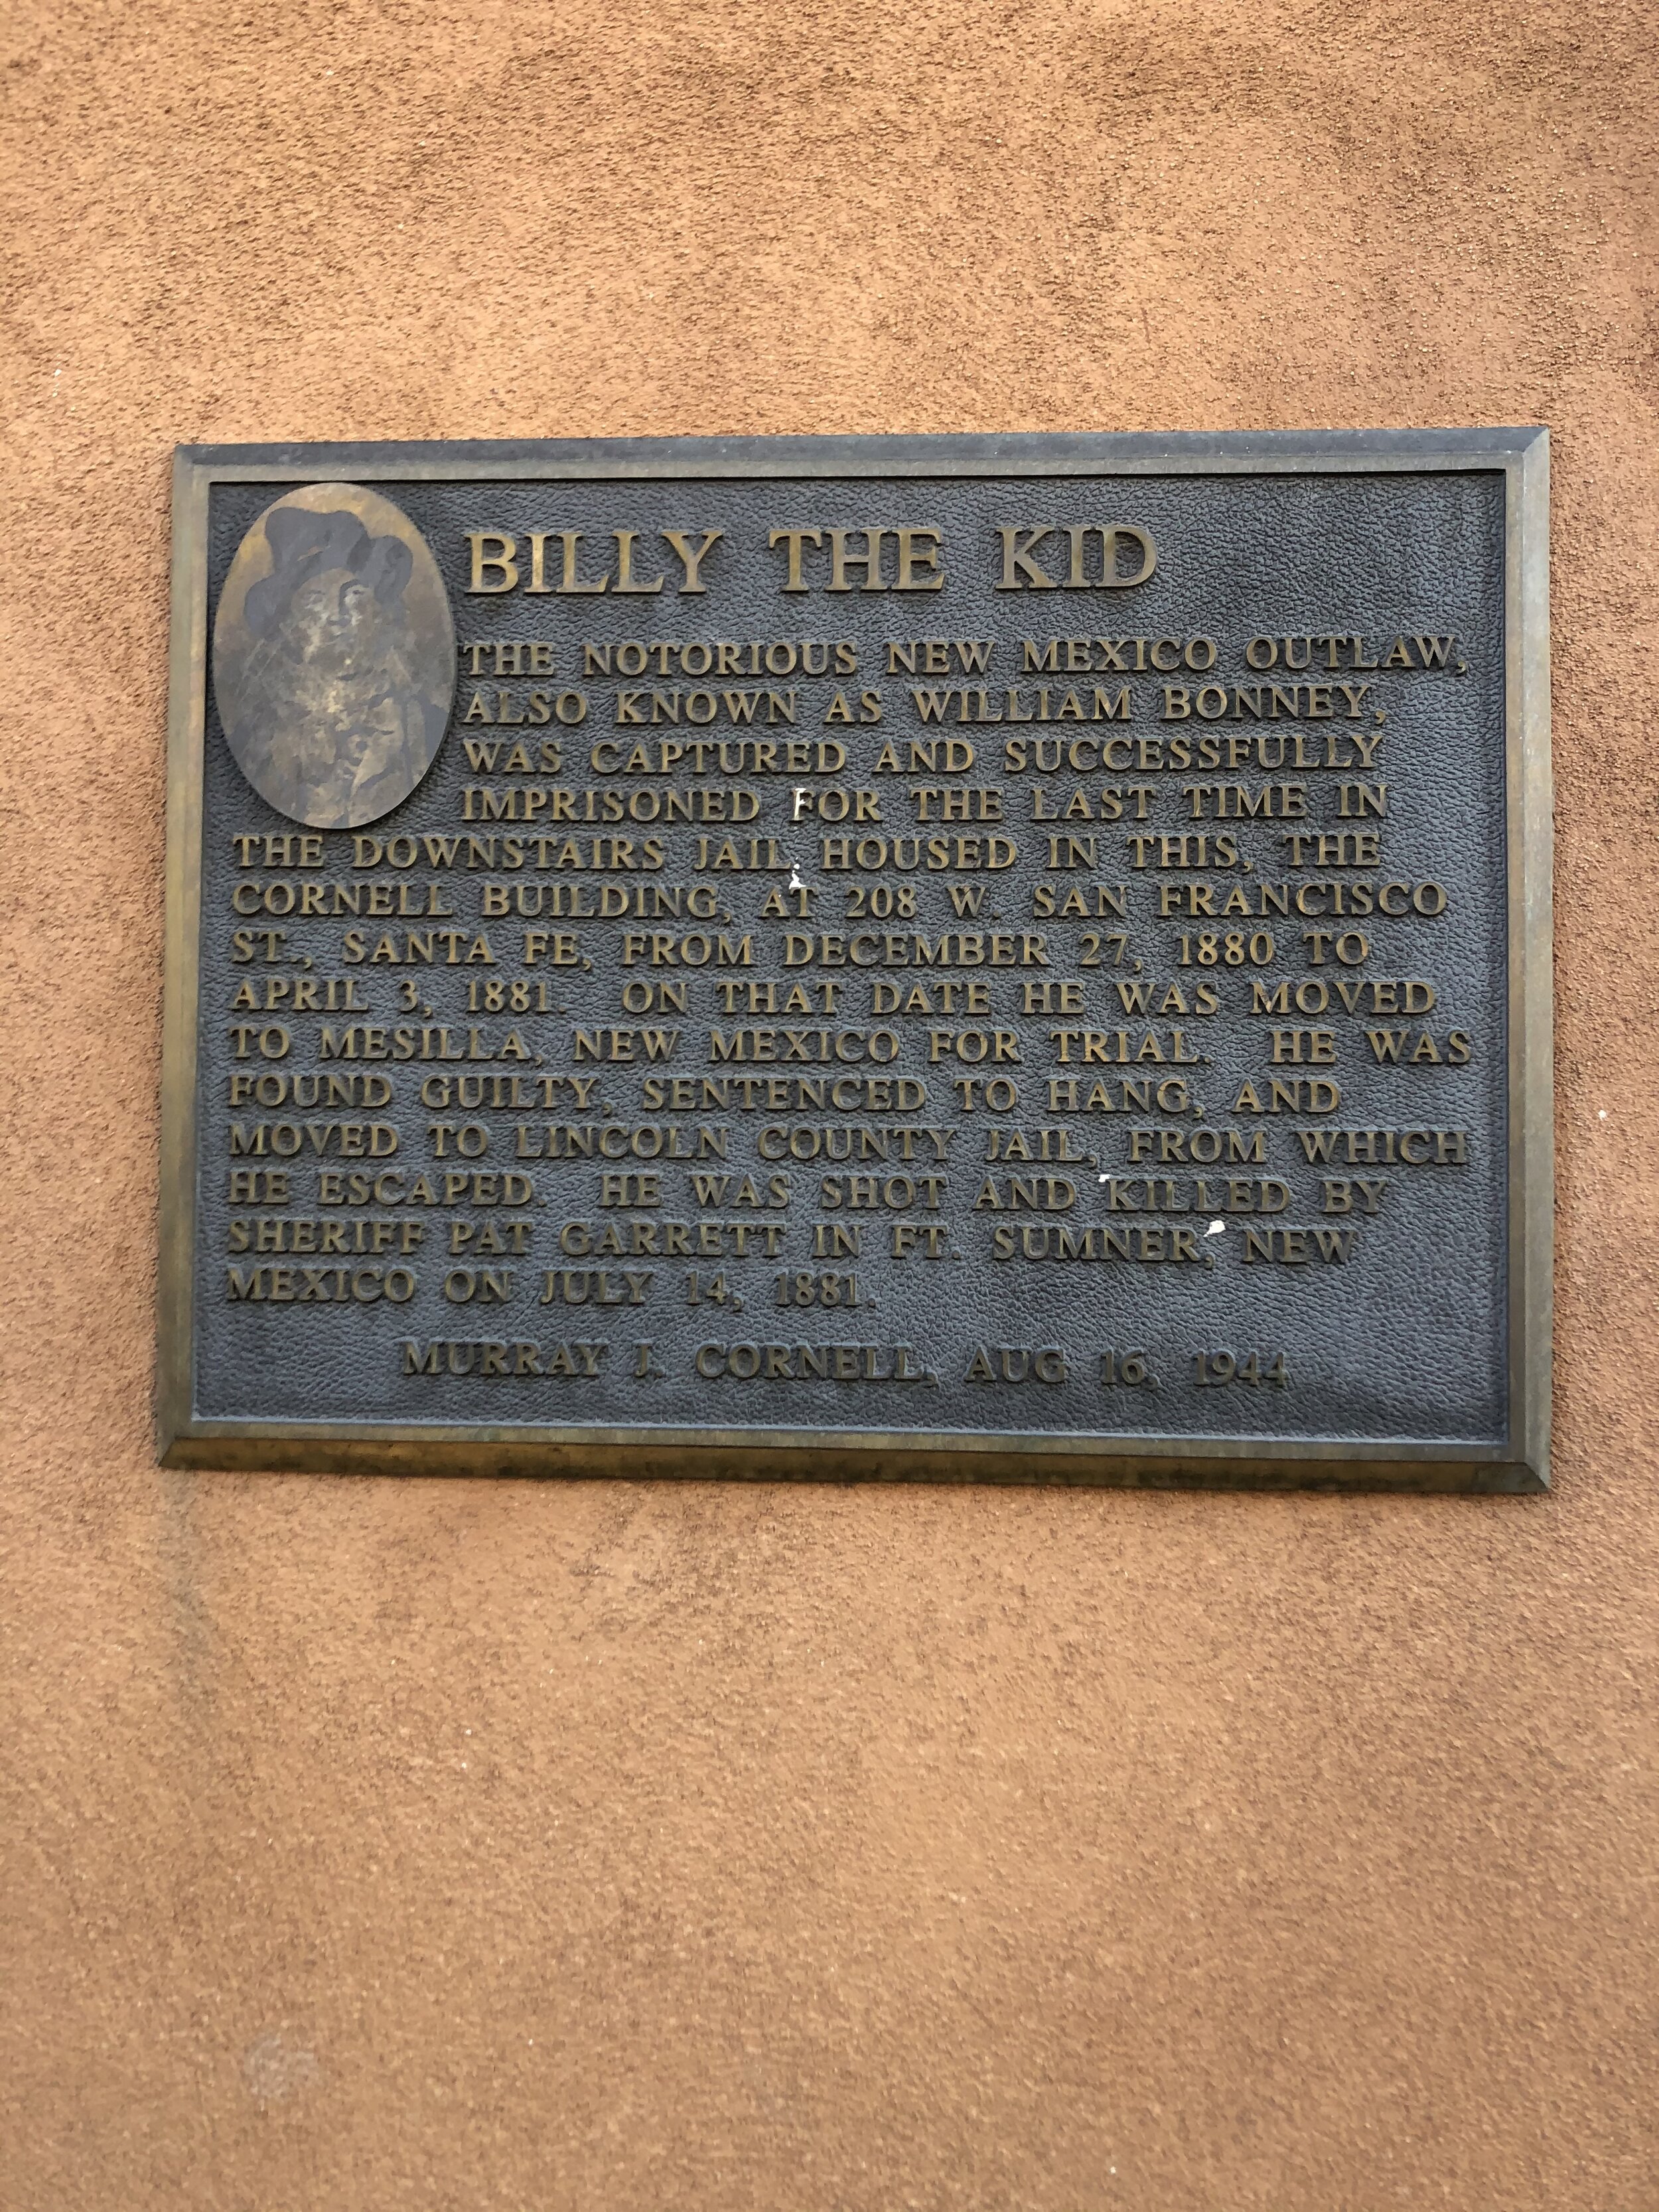 BILLY THE KID
THE NOTORIOUS NEW MEXICO OUTLAW,
ALSO KNOWN AS WILLIAM BONNEY,
WAS CAPTURED AND SUCCESSFULLY
IMPRISONED FOR THE LAST TIME IN
THE DOWNSTAIRS JAIL, HOUSED IN THIS, THE
CORNELL BUILDING, AT 208 W. SAN FRANCISCO
ST., SANTA FE, FROM DECEMBER 27, 1880 TO
APRIL 3, 1881. ON THAT DATE HE WAS MOVED
TO MESILLA, NEW MEXICO FOR TRIAL. HE WAS
FOUND GUILTY, SENTENCED TO HANG, AND
MOVED TO LINCOLN COUNTY JAIL, FROM WHICH
HE ESCAPED. HE WAS SHOT AND KILLED BY
SHERIFF PAT GARRETT IN FT. SUMNER, NEW
MEXICO ON JULY 14, 1881.
MURRAY J. CORNELL, AUG 16, 1944